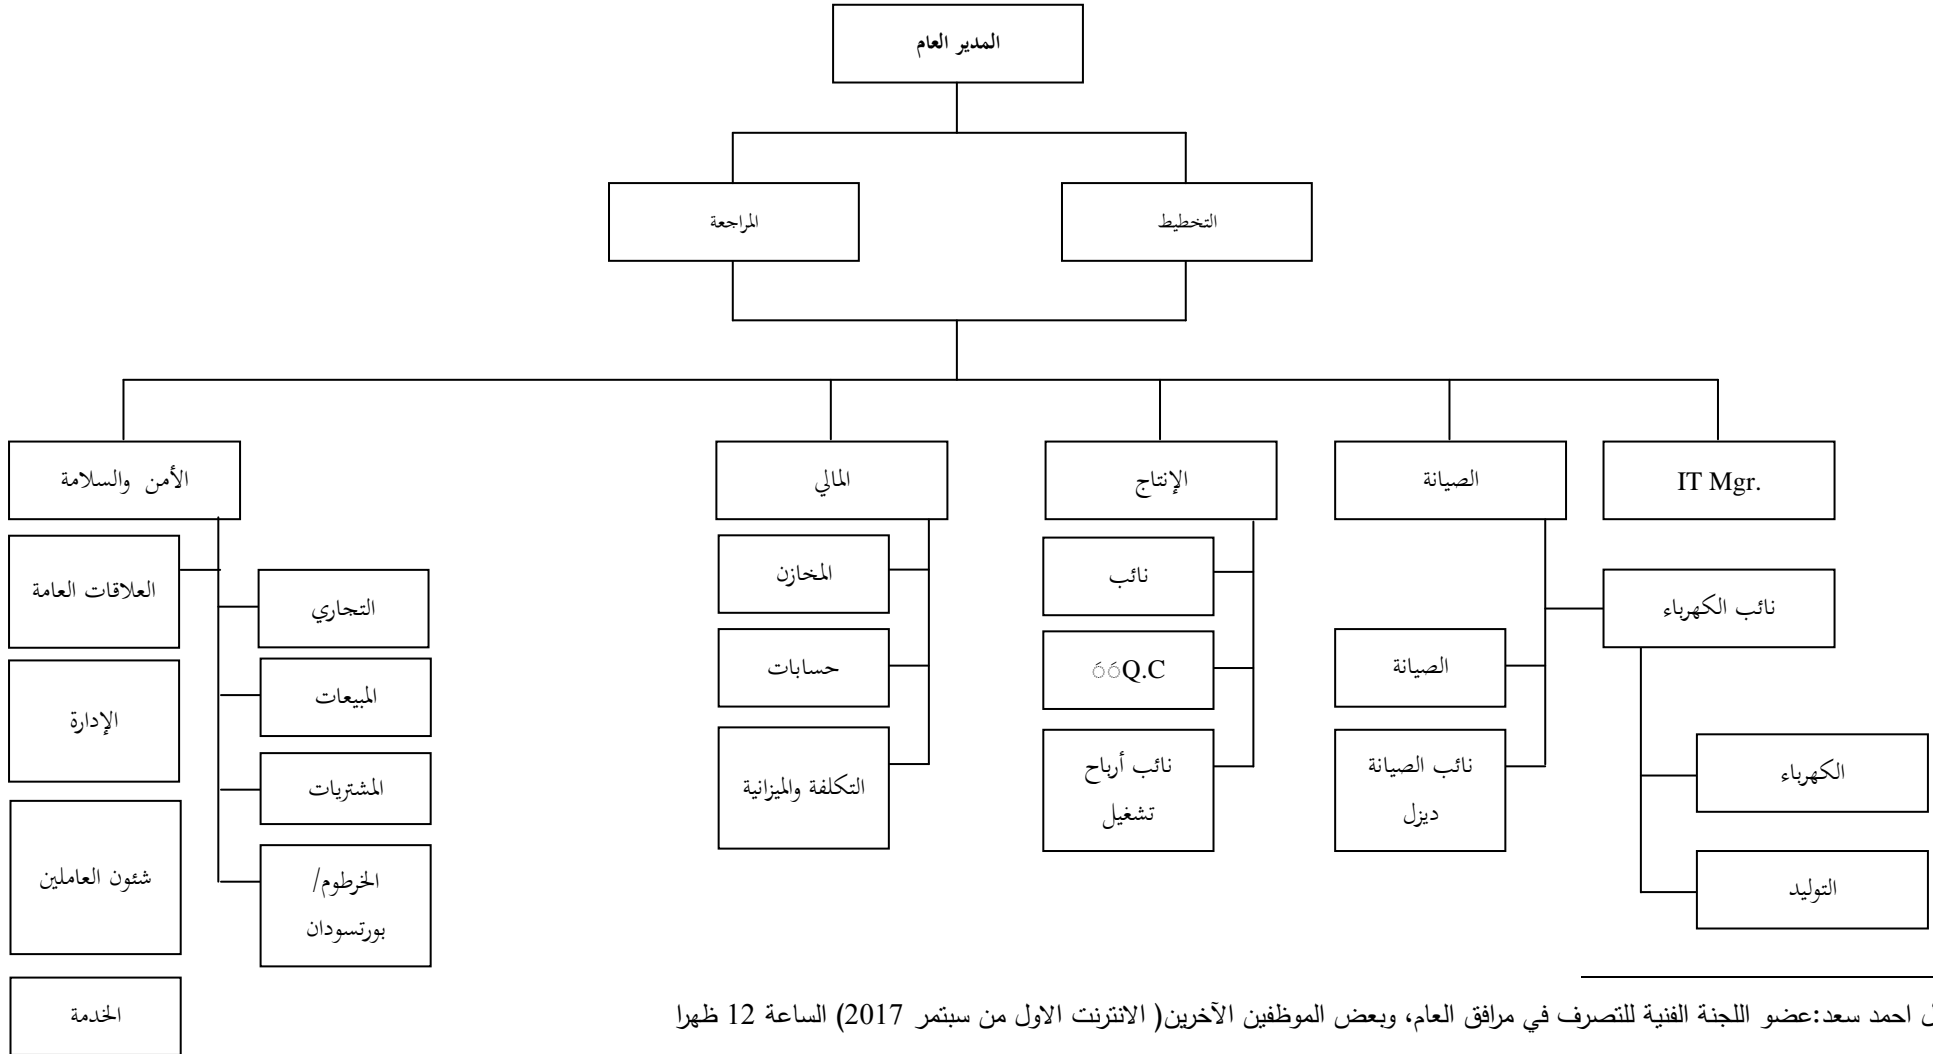 المدير العام
التخطيط
المراجعة
IT Mgr.
الصيانة
الإنتاج
المالي
الأمن والسلامة
نائب الكهرباء
الكهرباء
التوليد
الصيانة
نائب الصيانة
ديزل
نائب
Q.C
نائب أرباح
تشغيل
المخازن
حسابات
التكلفة والميزانية
التجاري
المبيعات
المشتريات
الخرطوم/
بورتسودان
العلاقات العامة
الإدارة
شئون العاملين
الخدمة
احمد سعد:عضو اللجنة الفنية للتصرف في مرافق العام، وبعض الموظفين الآخرين( الانترنت الاول من سبتمر 2017) الساعة 12 ظهرا